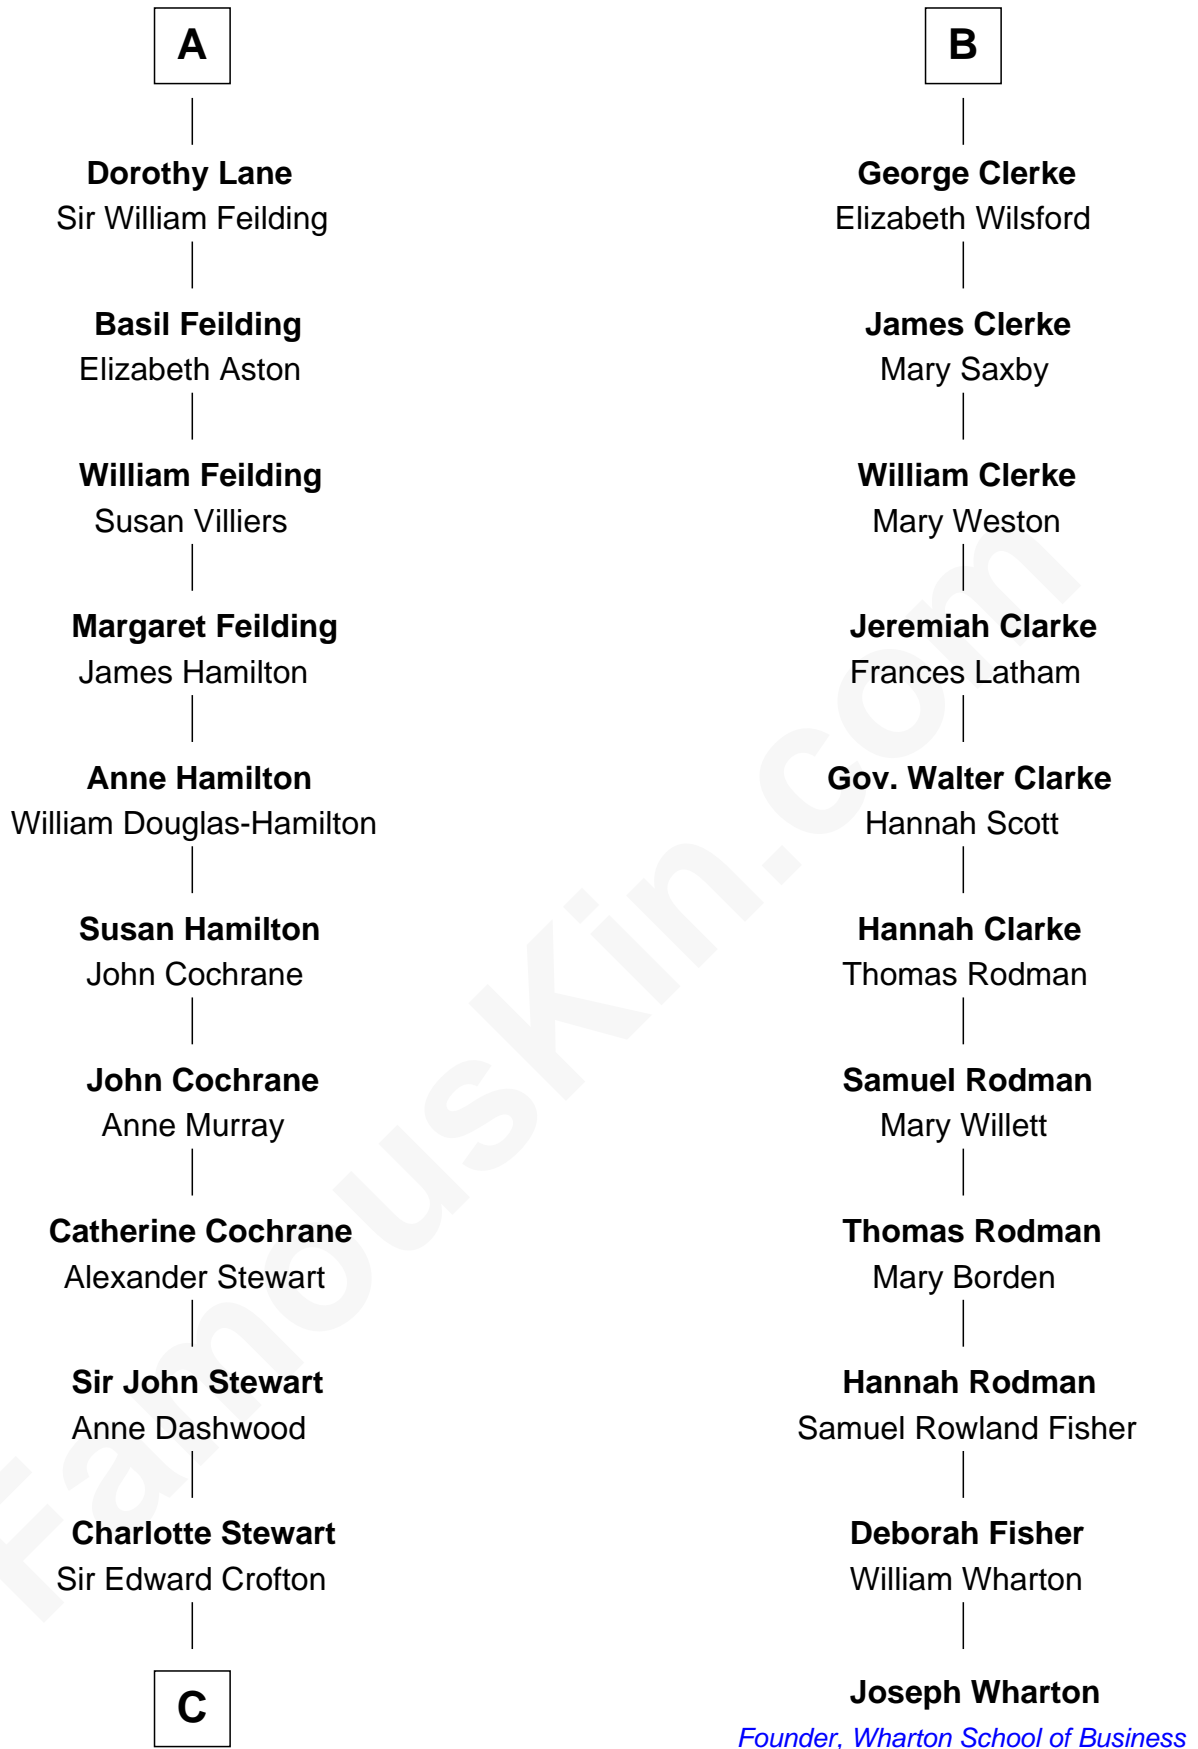 A
Dorothy Lane
Sir William Feilding
Basil Feilding
Elizabeth Aston
William Feilding
Susan Villiers
Margaret Feilding
James Hamilton
Anne Hamilton
William Douglas-Hamilton
Susan Hamilton
John Cochrane
John Cochrane
Anne Murray
Catherine Cochrane
Alexander Stewart
Sir John Stewart
Anne Dashwood
Charlotte Stewart
Sir Edward Crofton
C
B
George Clerke
Elizabeth Wilsford
James Clerke
Mary Saxby
William Clerke
Mary Weston
Jeremiah Clarke
Frances Latham
Gov. Walter Clarke
Hannah Scott
Hannah Clarke
Thomas Rodman
Samuel Rodman
Mary Willett
Thomas Rodman
Mary Borden
Hannah Rodman
Samuel Rowland Fisher
Deborah Fisher
William Wharton
Joseph Wharton
Founder, Wharton School of Business
FamousKin.com